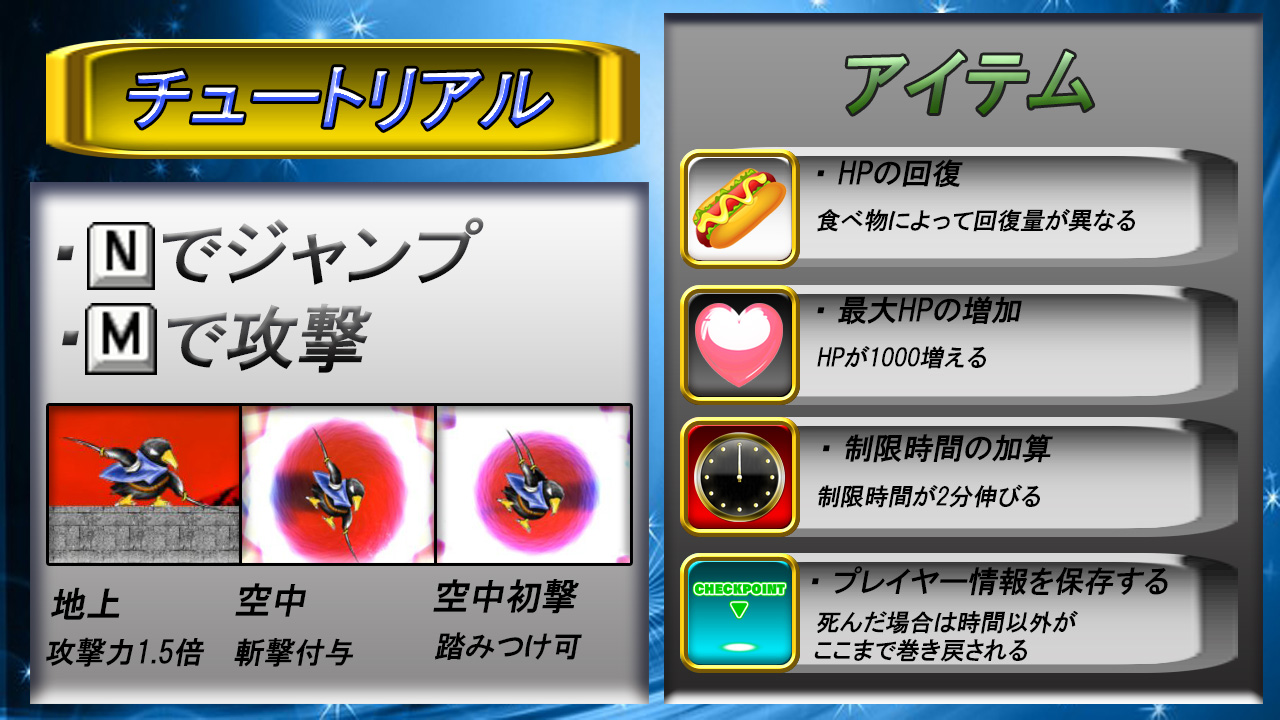 チュートリアル
・Nでジャンプ
・Mで攻撃
地上
攻撃力1.5倍
空中
斬撃付与
空中初撃
踏みつけ可
アイテム
・HPの回復
食べ物によって回復量が異なる
・最大HPの増加
HPが1000増える
・制限時間の加算
制限時間が2分伸びる
CHECKPOINT
・プレイヤー情報を保存する
死んだ場合は時間以外が
ここまで巻き戻される